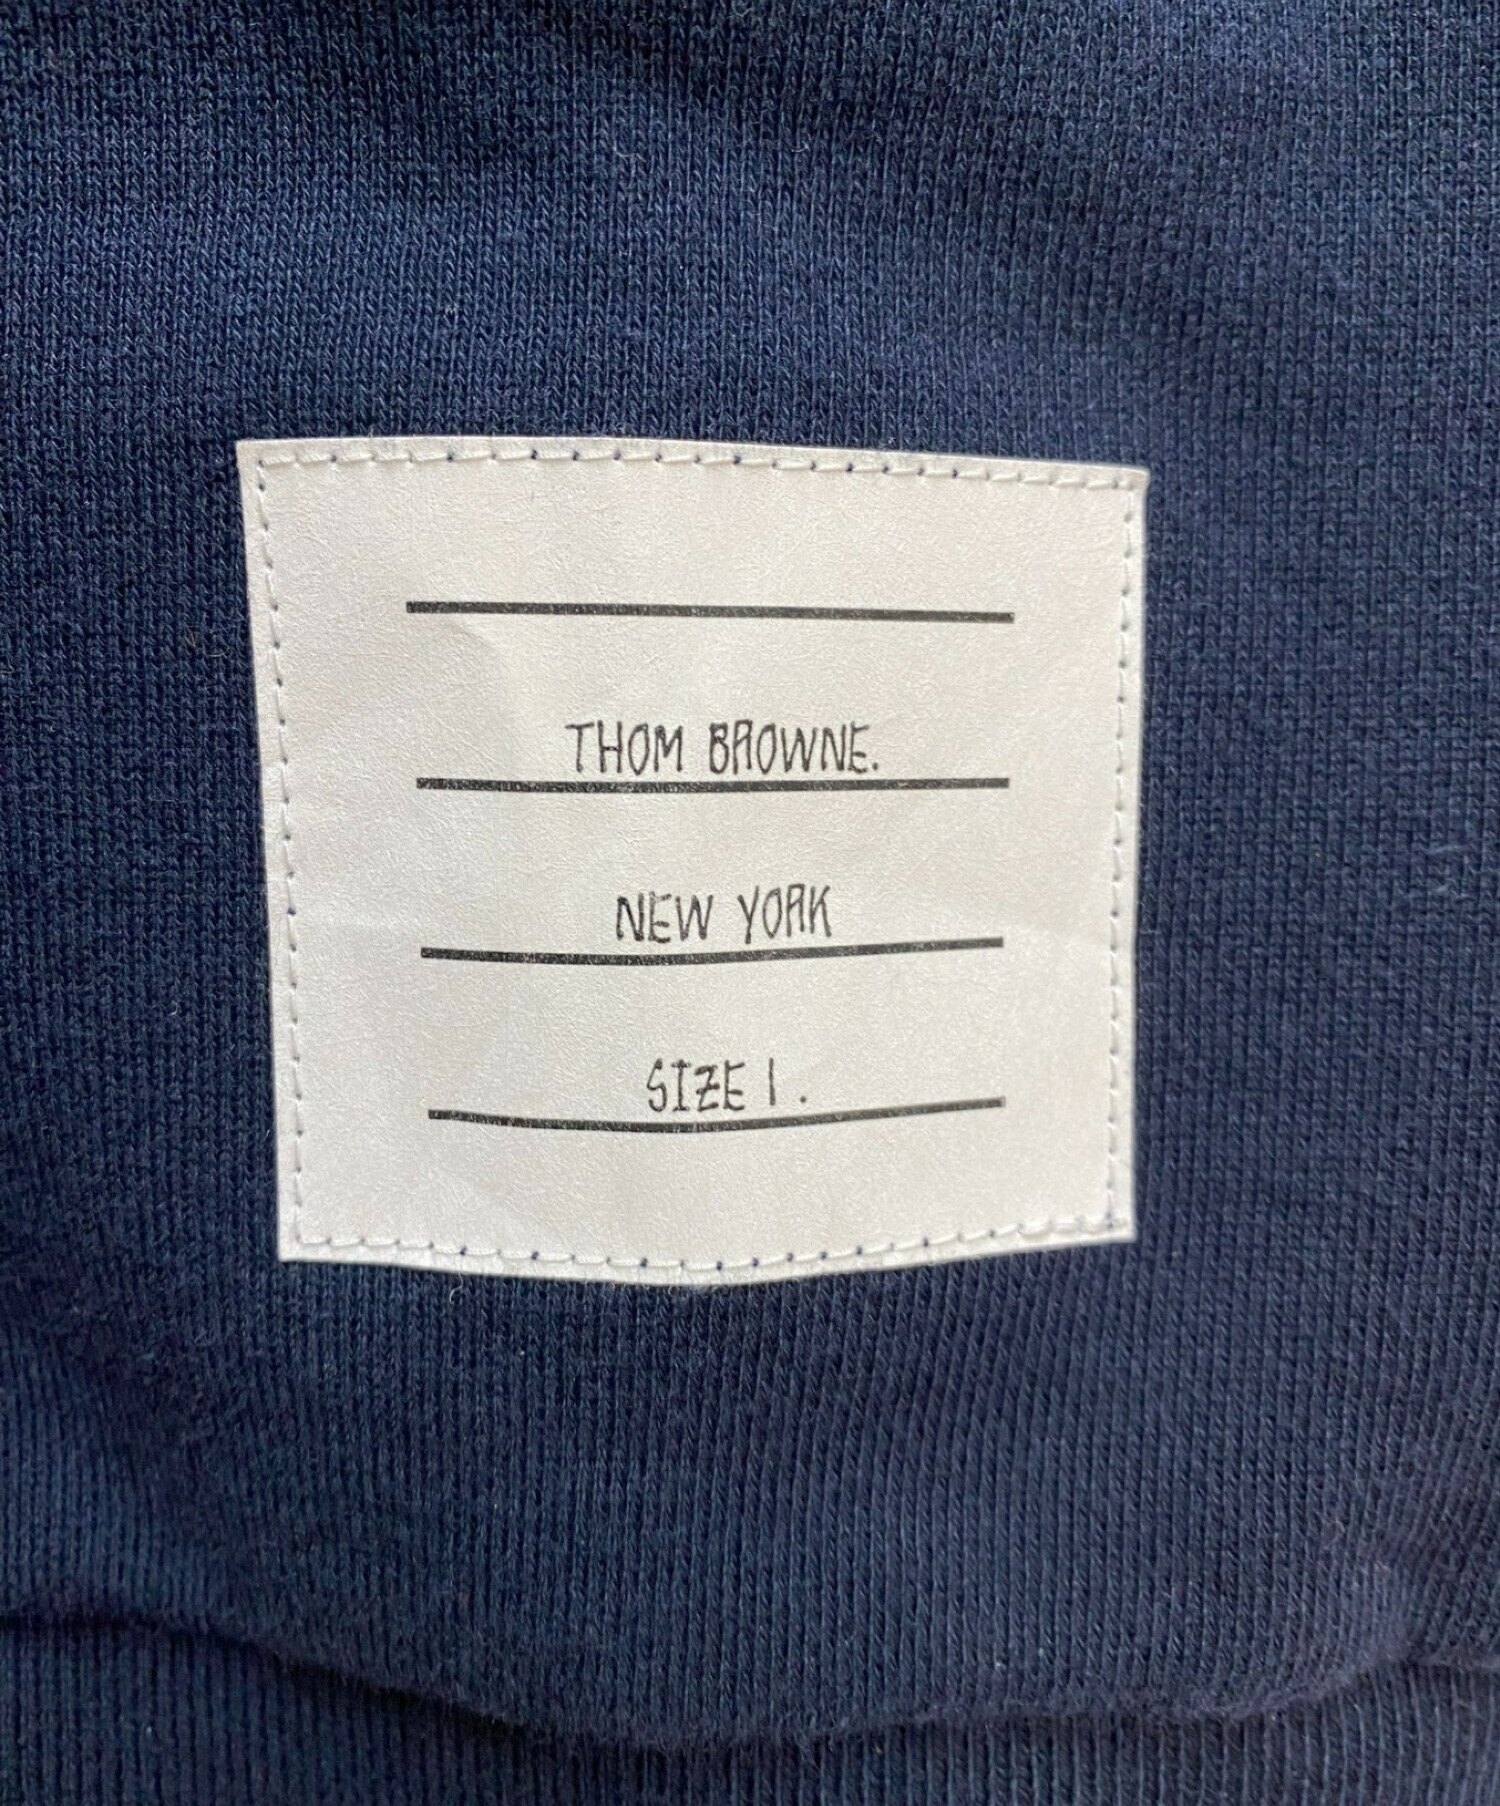 THOM BROWNE.
NEW YORK
SIZE 1.